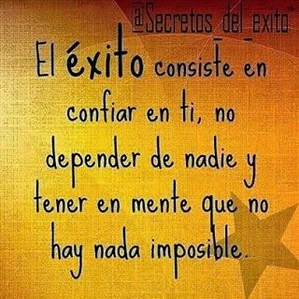 @Secretos_del_exito
El éxito consiste en
confiar en ti, no
depender de nadie y
tener en mente que no
hay nada imposible.